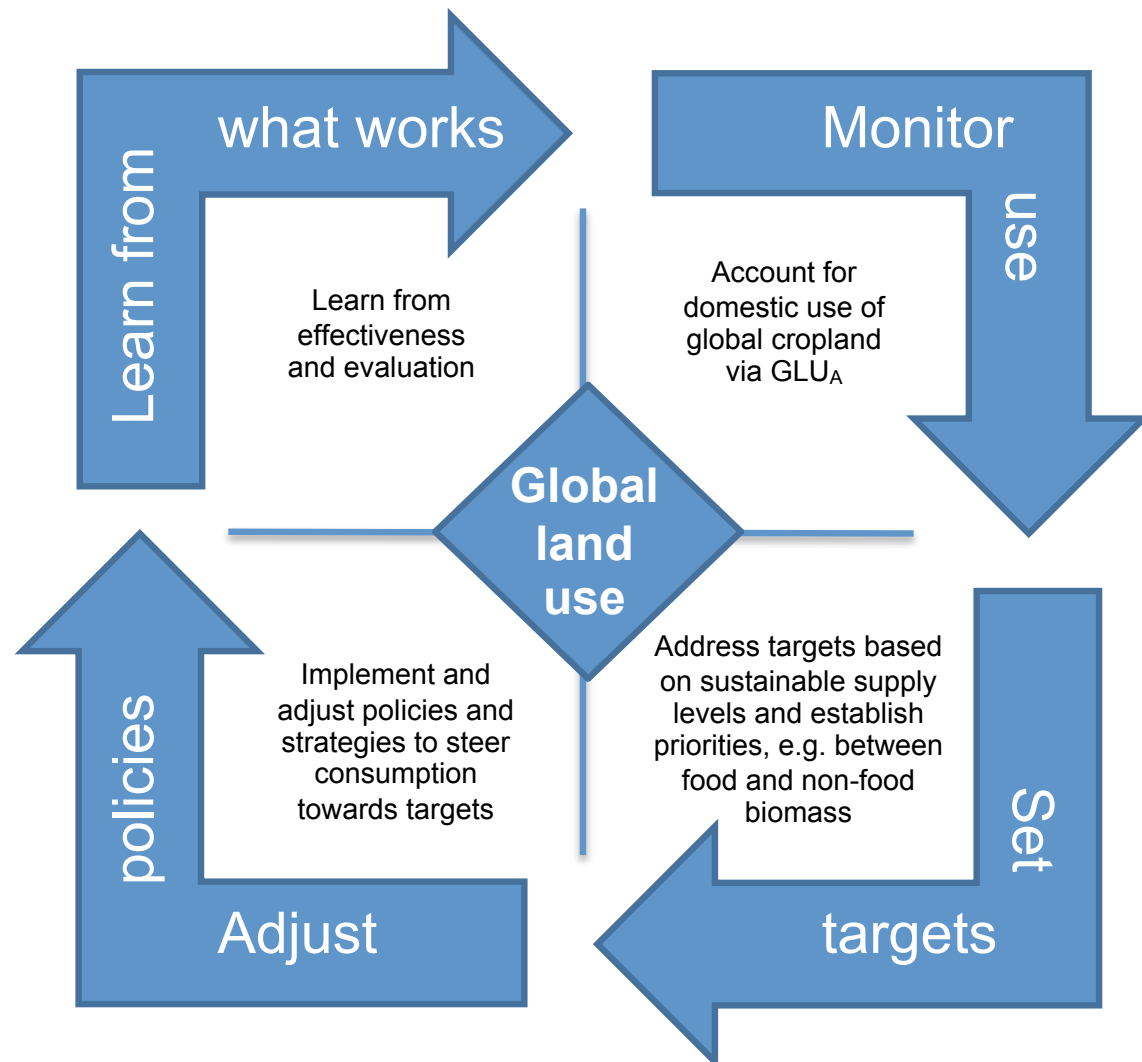 Learn from
what works
Learn from
effectiveness
and evaluation
Monitor
use
Account for
domestic use of
global cropland
via GLUA
Global
land
use
Set
targets
Address targets based
on sustainable supply
levels and establish
priorities, e.g. between
food and non-food
biomass
Adjust
policies
Implement and
adjust policies and
strategies to steer
consumption
towards targets